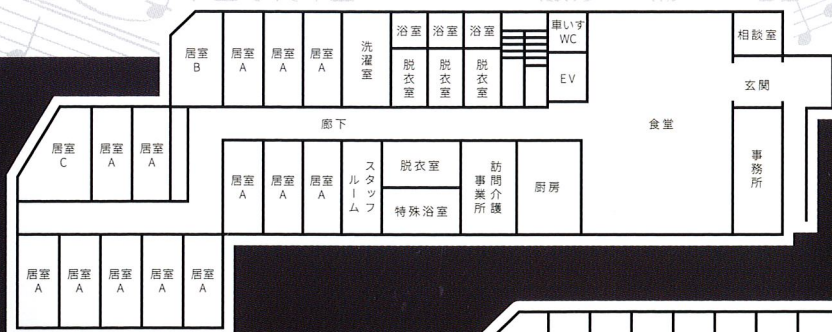 居室
B
居室
A
居室
A
居室
A
洗濯室
浴室
浴室
浴室
脱衣室
脱衣室
脱衣室
車いす
WC
EV
相談室
玄関
居室
C
居室
A
居室
A
廊下
食堂
事務所
居室
A
居室
A
居室
A
スタッフ
ルーム
脱衣室
特殊浴室
訪問介護
事業所
厨房
居室
A
居室
A
居室
A
居室
A
居室
A